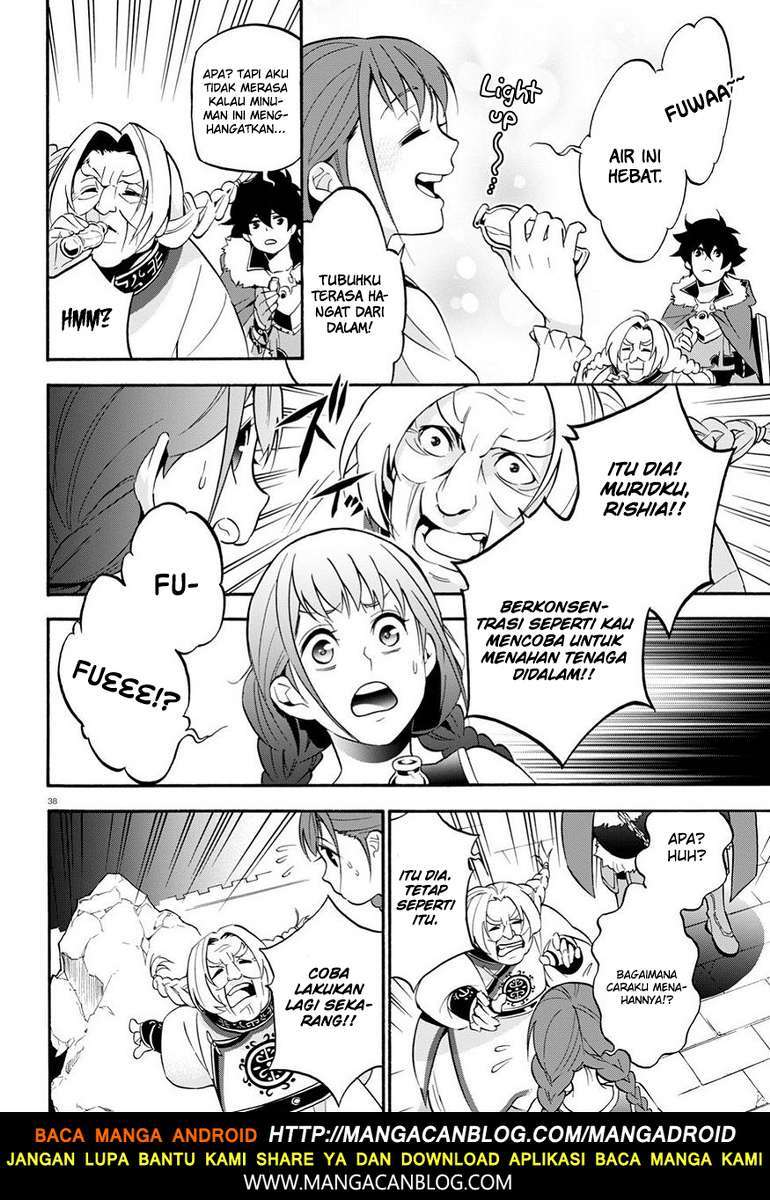 FUWAA~~
AIR INI
HEBAT.
Light
up
TUBUHKU
TERASA HA-
NGAT DARI
DALAM!
APA? TAPI AKU
TIDAK MERASA
KALAU MINU-
MAN INI MENG-
HANGATKAN...
HMM?
ITU DIA!
MURIDKU,
RISHIA!!
BERKONSEN-
TRASI SEPERTI KAU
MENCOBA UNTUK
MENAHAN TENAGA
DIDALAM!!
ズズッ
FU-
FUƐƐƐ!?
38
APA?
HUH?
BAGAIMANA
CARAKU MENA-
HANNYA!?
ITU DIA.
TETAP
SEPERTI
ITU.
COBA
LAKUKAN
LAGI SEKA-
RANG!!
BACA MANGA ANDROID HTTP://MANGACANBLOG.COM/MANGADROID
JANGAN LUPA BANTU KAMI SHARE YA DAN DOWNLOAD APLIKASI BACA MANGA KAMI
WWW.MANGACANBLOG.COM